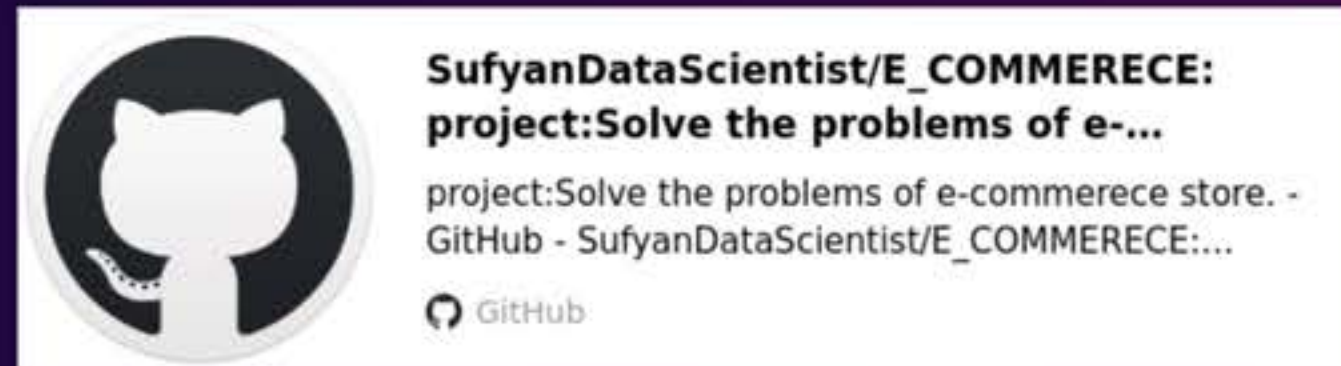 SufyanDataScientist/E_COMMERECE:
project:Solve the problems of e-...
project:Solve the problems of e-commerece store. -
GitHub - SufyanDataScientist/E_COMMERECE:...
GitHub